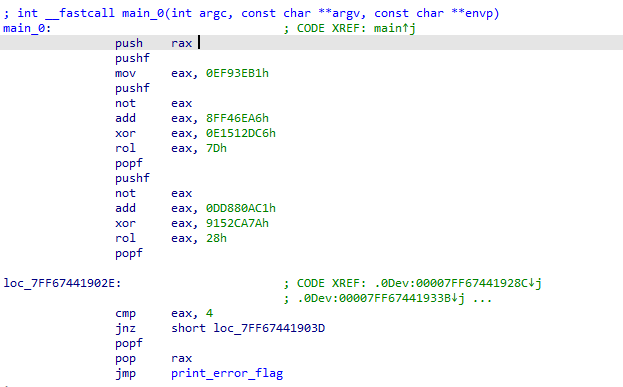 ; int __fastcall main_0(int argc, const char **argv, const char **envp)
main_0: ; CODE XREF: main↑j
push rax
pushf
mov eax, 0EF93EB1h
pushf
not eax
add eax, 8FF46EA6h
xor eax, 0E1512DC6h
rol eax, 7Dh
popf
pushf
not eax
add eax, 0DD880AC1h
xor eax, 9152CA7Ah
rol eax, 28h
popf
loc_7FF67441902E: ; CODE XREF: .0Dev:00007FF67441928C↓j
; .0Dev:00007FF67441933B↓j ...
cmp eax, 4
jnz short loc_7FF67441903D
popf
pop rax
jmp print_error_flag